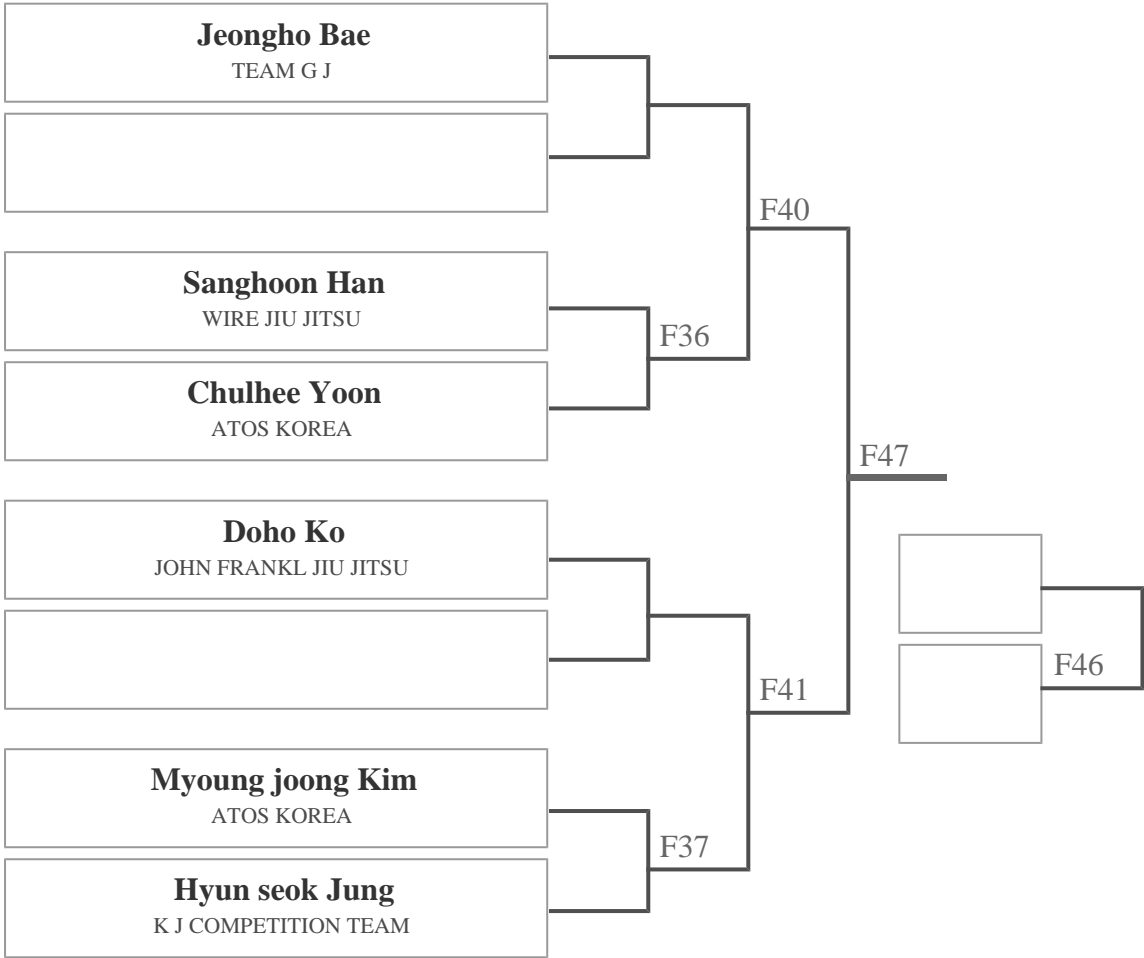 Jeongho Bae
TEAM G J
F40
Sanghoon Han
WIRE JIU JITSU
F36
Chulhee Yoon
ATOS KOREA
F47
Doho Ko
JOHN FRANKL JIU JITSU
F46
F41
Myoung joong Kim
ATOS KOREA
F37
Hyun seok Jung
K J COMPETITION TEAM